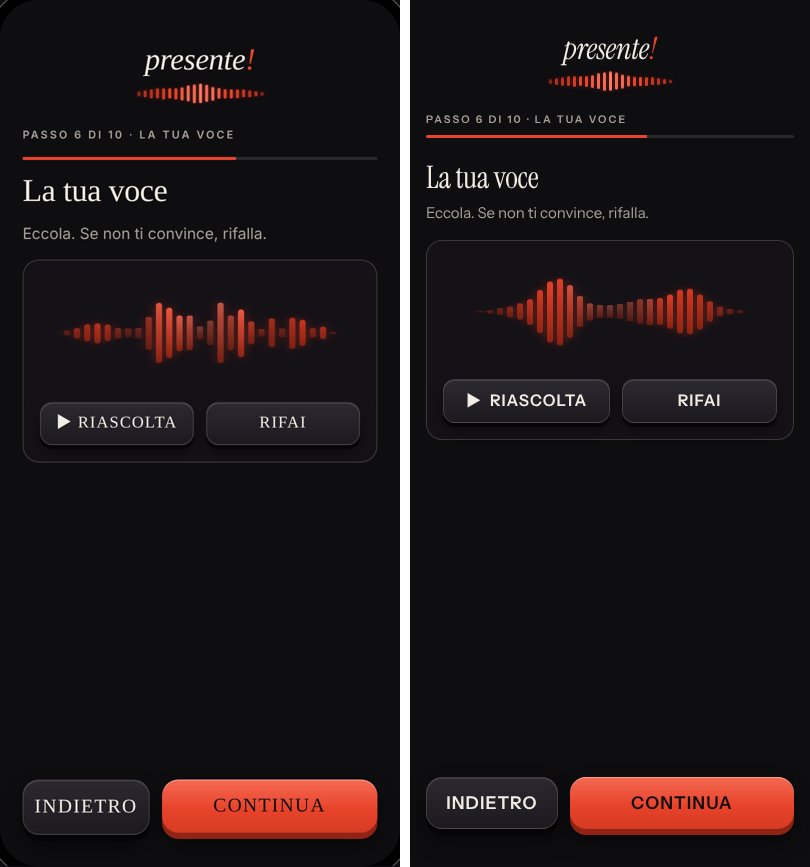 presente!
PASSO 6 DI 10 · LA TUA VOCE
La tua voce
Eccola. Se non ti convince, rifalla.
▶ RIASCOLTA
RIFAI
INDIETRO
CONTINUA
presente!
PASSO 6 DI 10 · LA TUA VOCE
La tua voce
Eccola. Se non ti convince, rifalla.
▶ RIASCOLTA
RIFAI
INDIETRO
CONTINUA